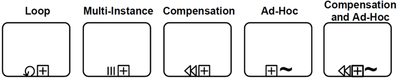 Loop
Multi-Instance
Compensation
Ad-Hoc
Compensation
and Ad-Hoc